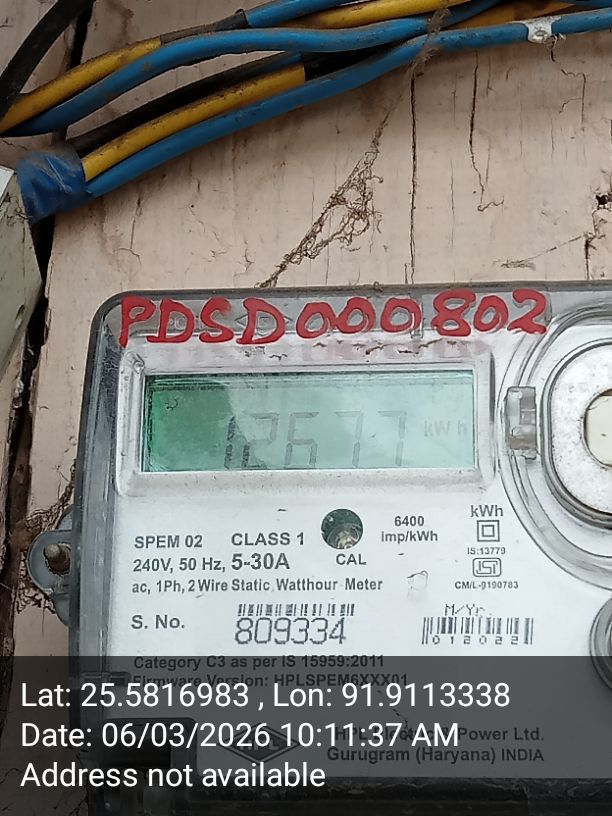 PDSD000802
12677 kWh
SPEM 02 CLASS 1
240V, 50 Hz, 5-30A
ac, 1Ph, 2 Wire Static Watthour Meter
CAL
6400
imp/kWh
kWh
IS:13779
ISI
CM/L-9190783
S. No.
809334
M/Yr.
012022
Category C3 as per IS 15959:2011
Firmware Version: HPLSPEM6XXX01
HPL Electric & Power Ltd.
Gurugram (Haryana) INDIA
Lat: 25.5816983 , Lon: 91.9113338
Date: 06/03/2026 10:11:37 AM
Address not available